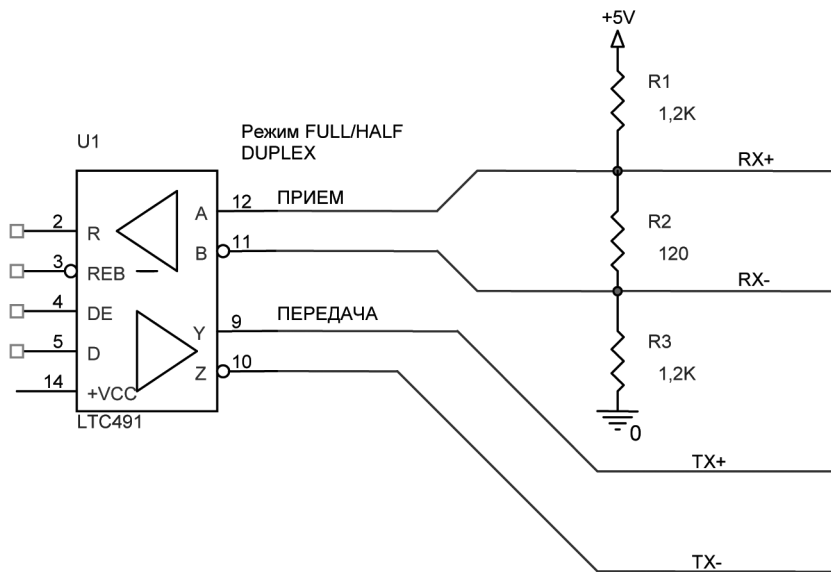 +5V
R1
1,2K
U1
Режим FULL/HALF
DUPLEX
RX+
12
ПРИЕМ
A
2
R
R2
120
11
B
3
REB
RX-
4
DE
9
ПЕРЕДАЧА
Y
R3
1,2K
5
D
10
Z
14
+VCC
LTC491
0
TX+
TX-